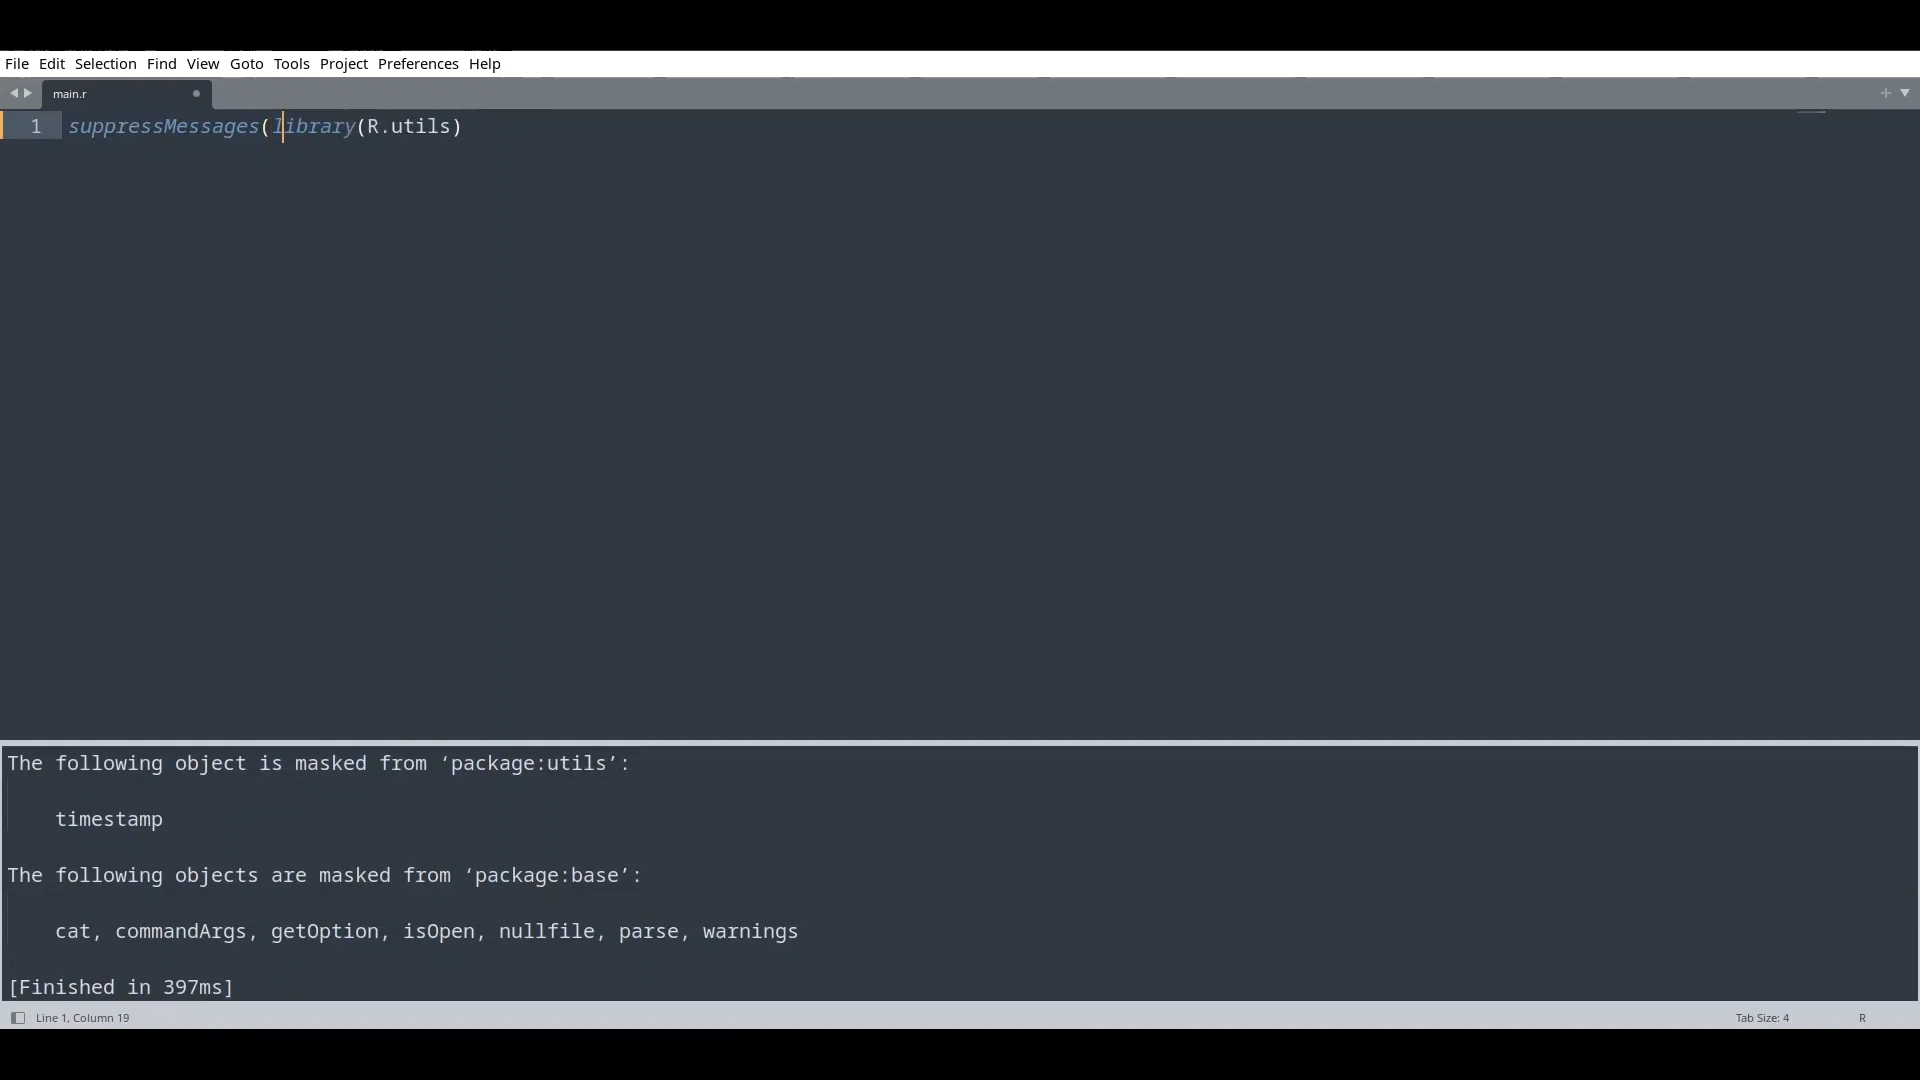 File Edit Selection Find View Goto Tools Project Preferences Help
main.r
1 suppressMessages(library(R.utils)
The following object is masked from ‘package:utils’:
timestamp
The following objects are masked from ‘package:base’:
cat, commandArgs, getOption, isOpen, nullfile, parse, warnings
[Finished in 397ms]
Line 1, Column 19 Tab Size: 4 R